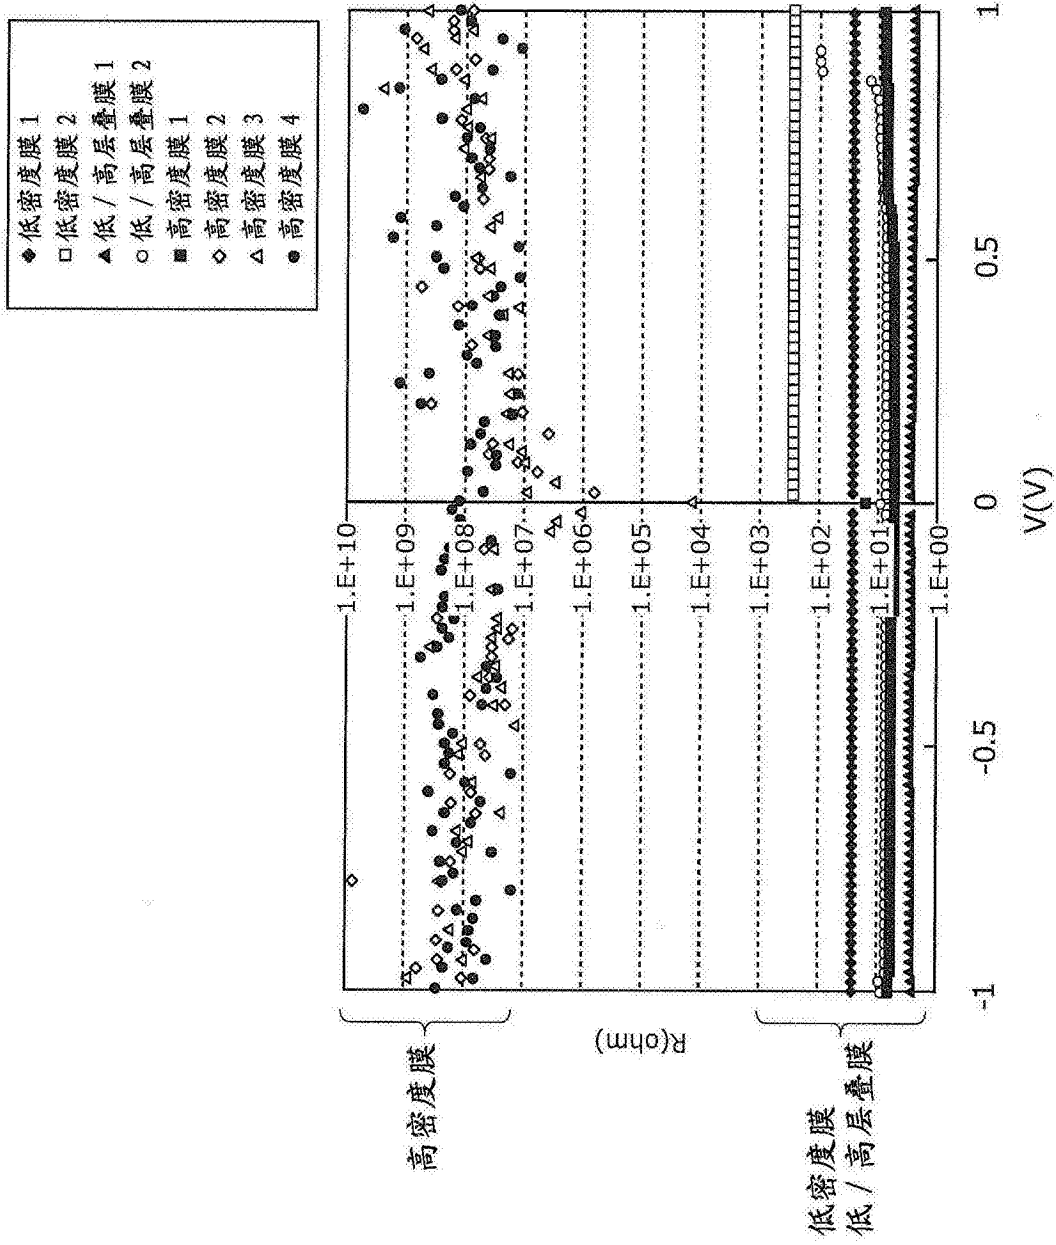 低密度膜 1
低密度膜 2
低 / 高层叠膜 1
低 / 高层叠膜 2
高密度膜 1
高密度膜 2
高密度膜 3
高密度膜 4
高密度膜
低密度膜
低 / 高层叠膜
R(ohm)
1.E+10
1.E+09
1.E+08
1.E+07
1.E+06
1.E+05
1.E+04
1.E+03
1.E+02
1.E+01
1.E+00
-1
-0.5
0
0.5
1
V(V)